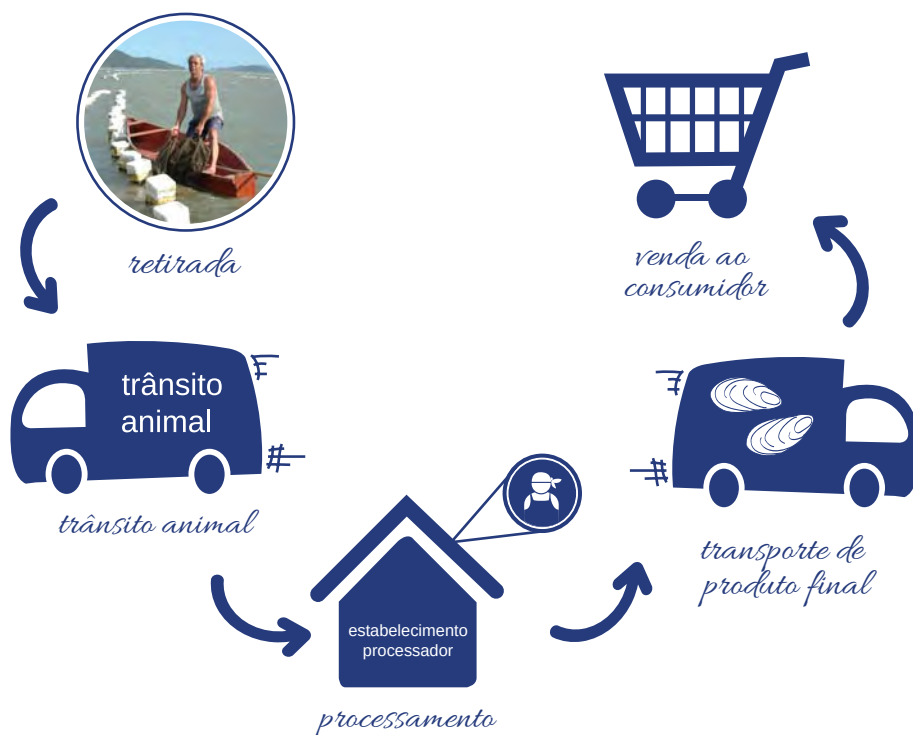 retirada
trânsito
animal
trânsito animal
estabelecimento
processador
processamento
transporte de
produto final
venda ao
consumidor